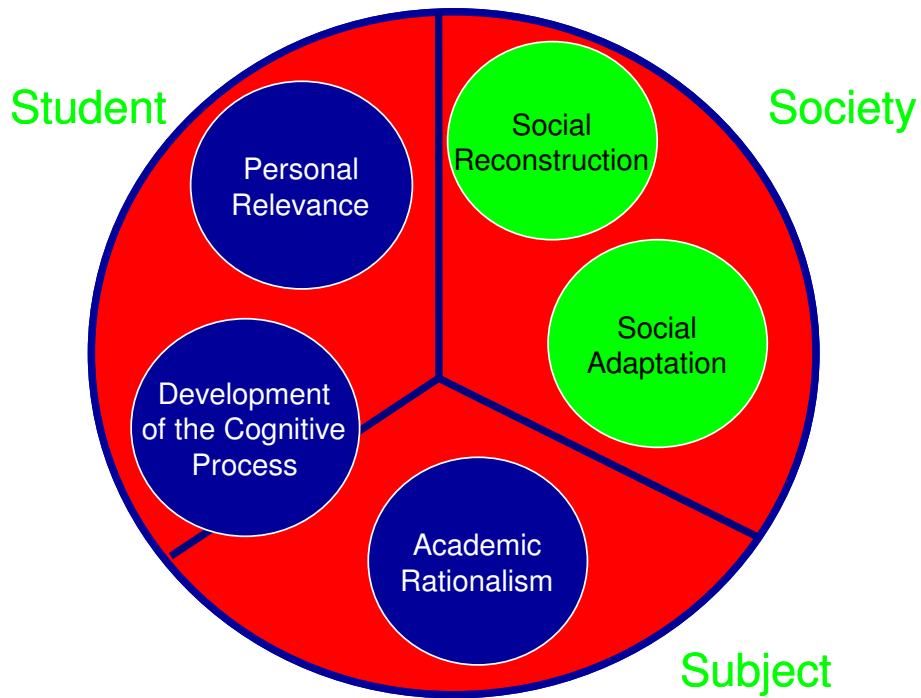 Student
Society
Social
Reconstruction
Personal
Relevance
Social
Adaptation
Development
of the Cognitive
Process
Academic
Rationalism
Subject